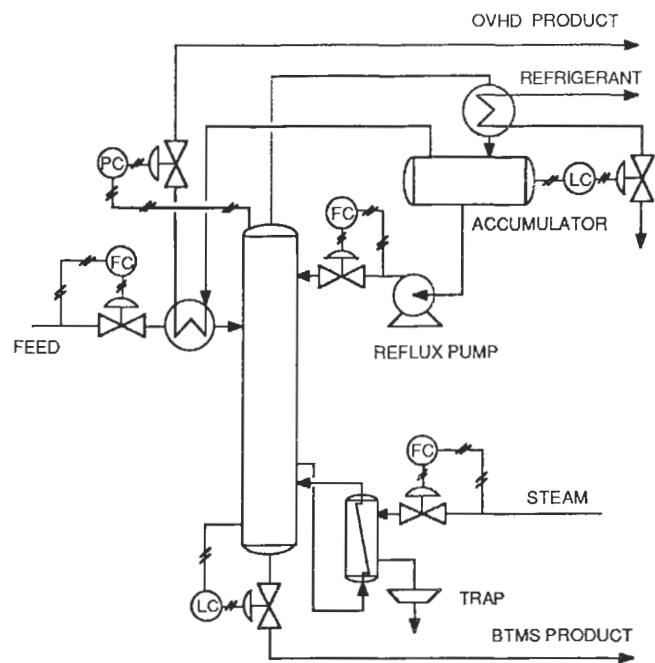 OVHD PRODUCT
REFRIGERANT
PC
LC
FC
ACCUMULATOR
FC
FEED
REFLUX PUMP
FC
STEAM
LC
TRAP
BTMS PRODUCT